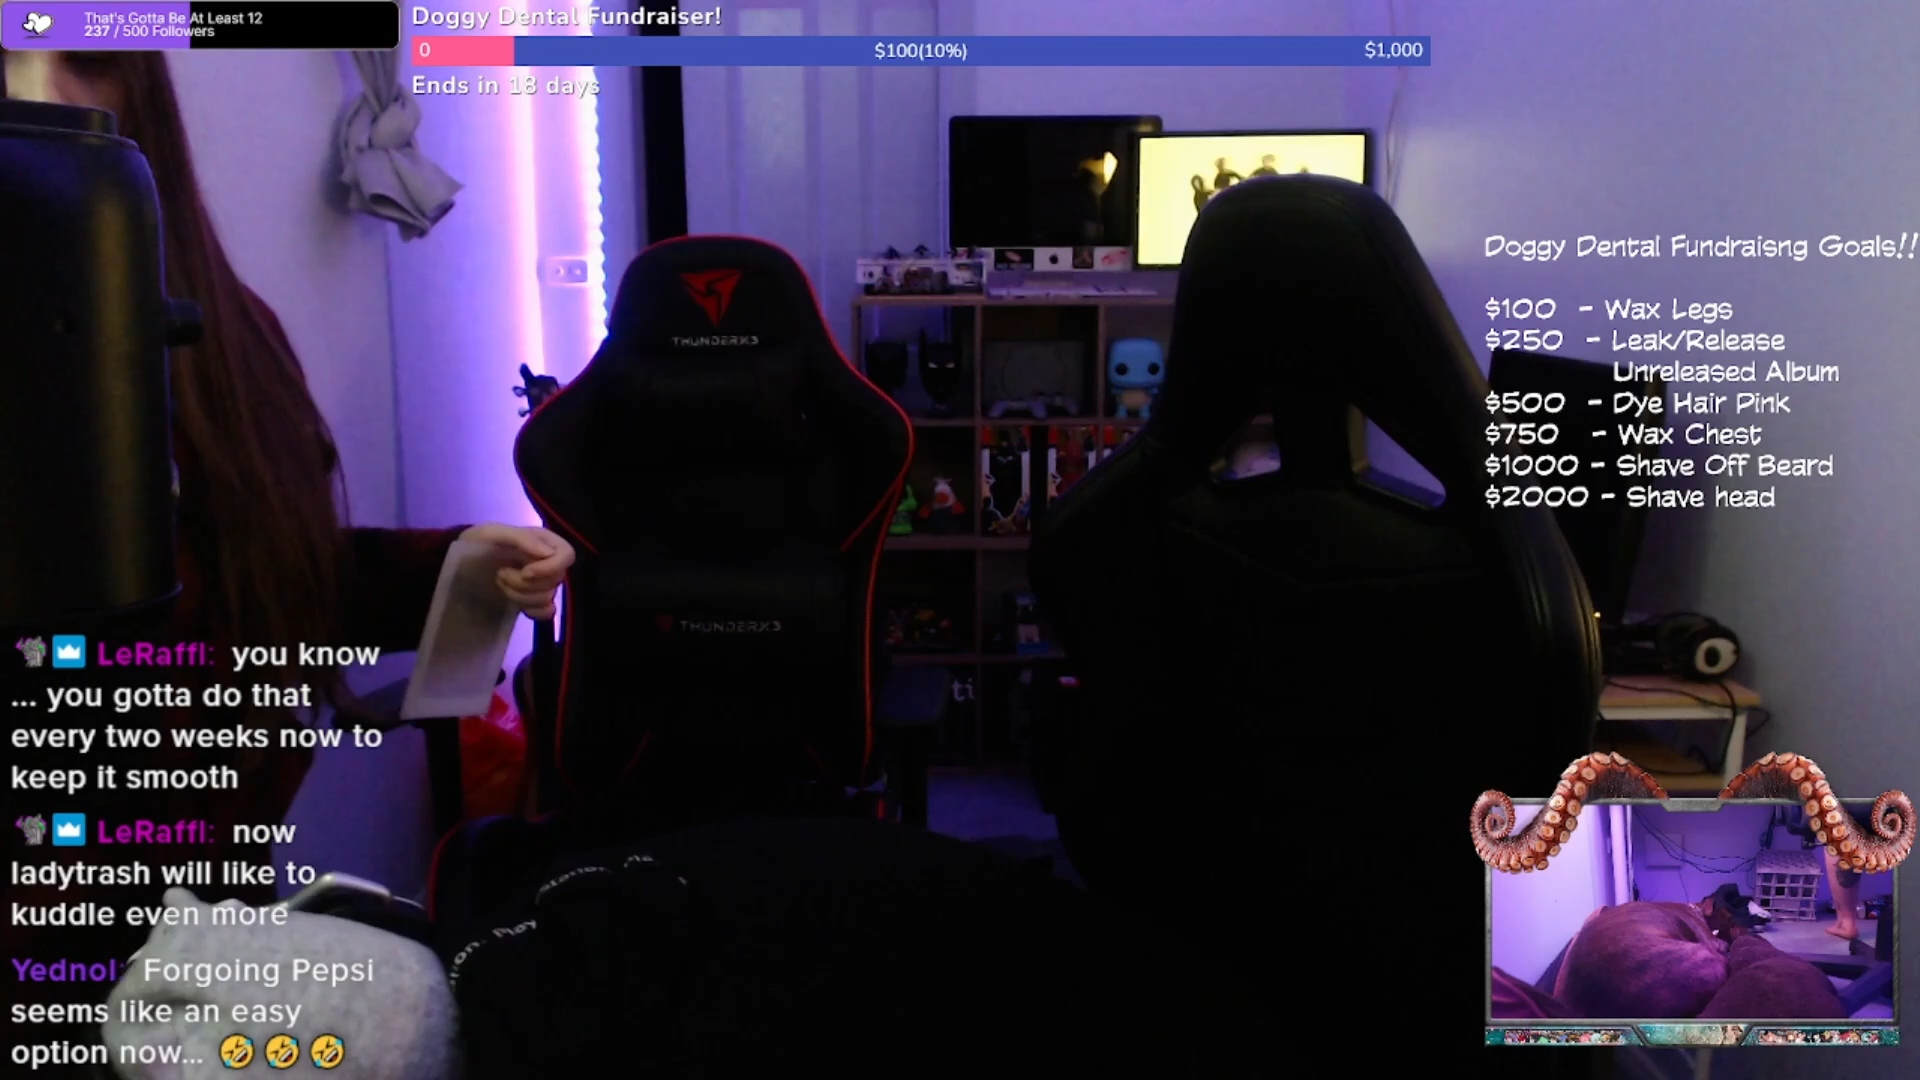 That's Gotta Be At Least 12
237 / 500 Followers
Doggy Dental Fundraiser!
0 $100(10%) $1,000
Ends in 18 days
THUNDERX3
THUNDERX3
Doggy Dental Fundraisng Goals!!
$100 - Wax Legs
$250 - Leak/Release
Unreleased Album
$500 - Dye Hair Pink
$750 - Wax Chest
$1000 - Shave Off Beard
$2000 - Shave head
LeRaffl: you know
... you gotta do that
every two weeks now to
keep it smooth
LeRaffl: now
ladytrash will like to
kuddle even more
Yednol: Forgoing Pepsi
seems like an easy
option now... 🤣 🤣 🤣